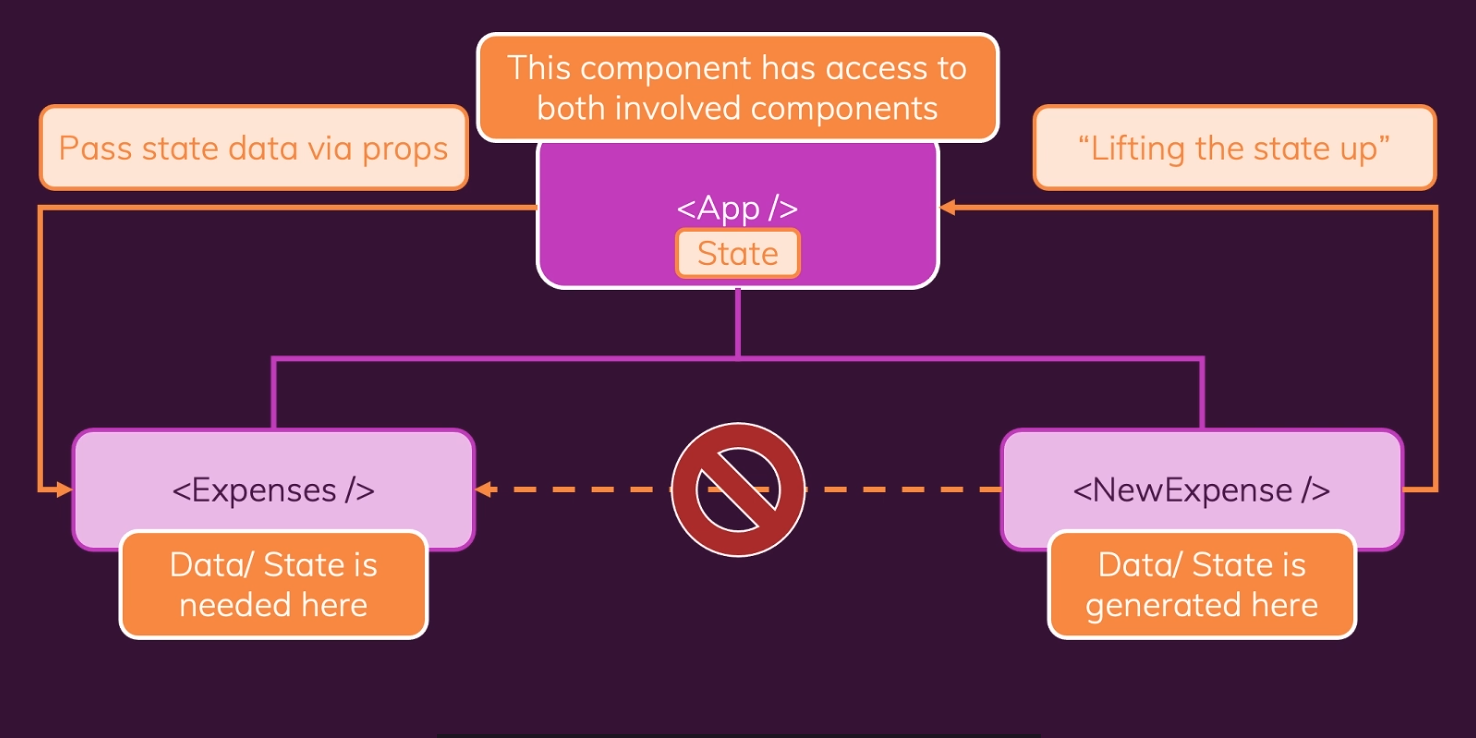 This component has access to
both involved components
Pass state data via props
“Lifting the state up”
<App />
State
<Expenses />
<NewExpense />
Data/ State is
needed here
Data/ State is
generated here